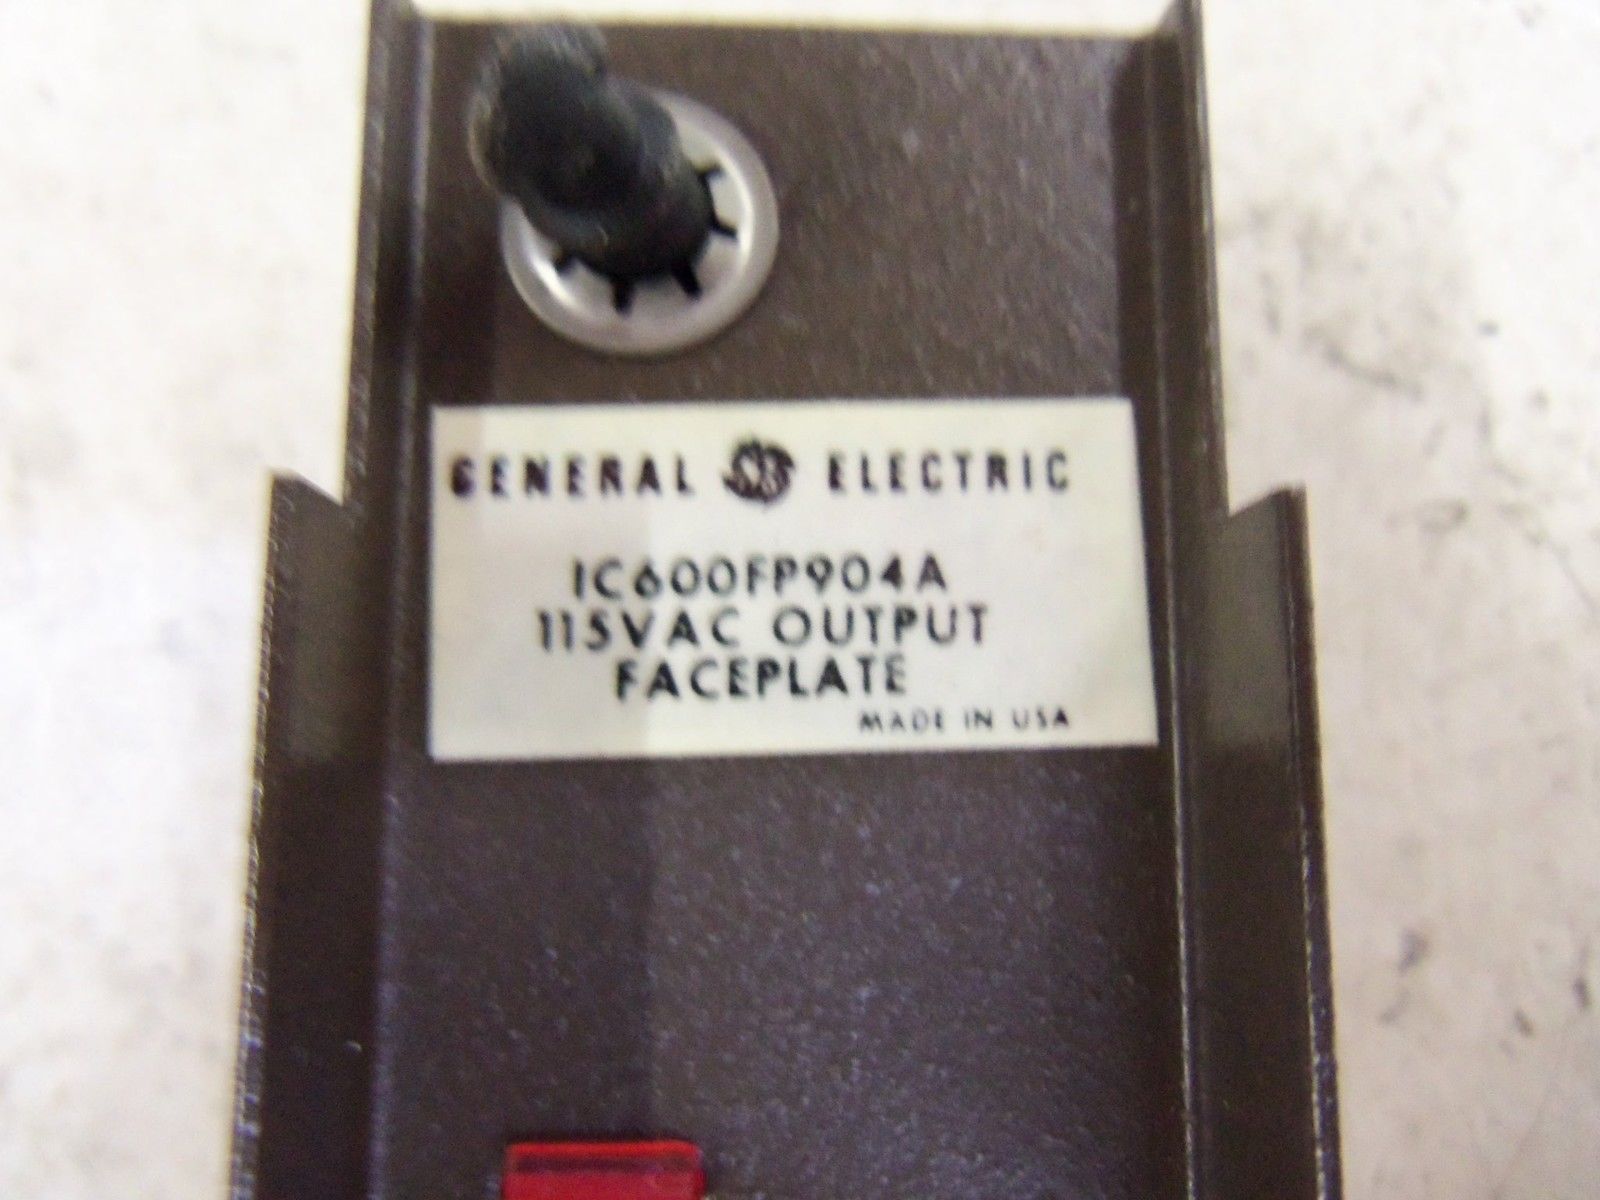 GENERAL ELECTRIC
IC600FP904A
115VAC OUTPUT
FACEPLATE
MADE IN USA